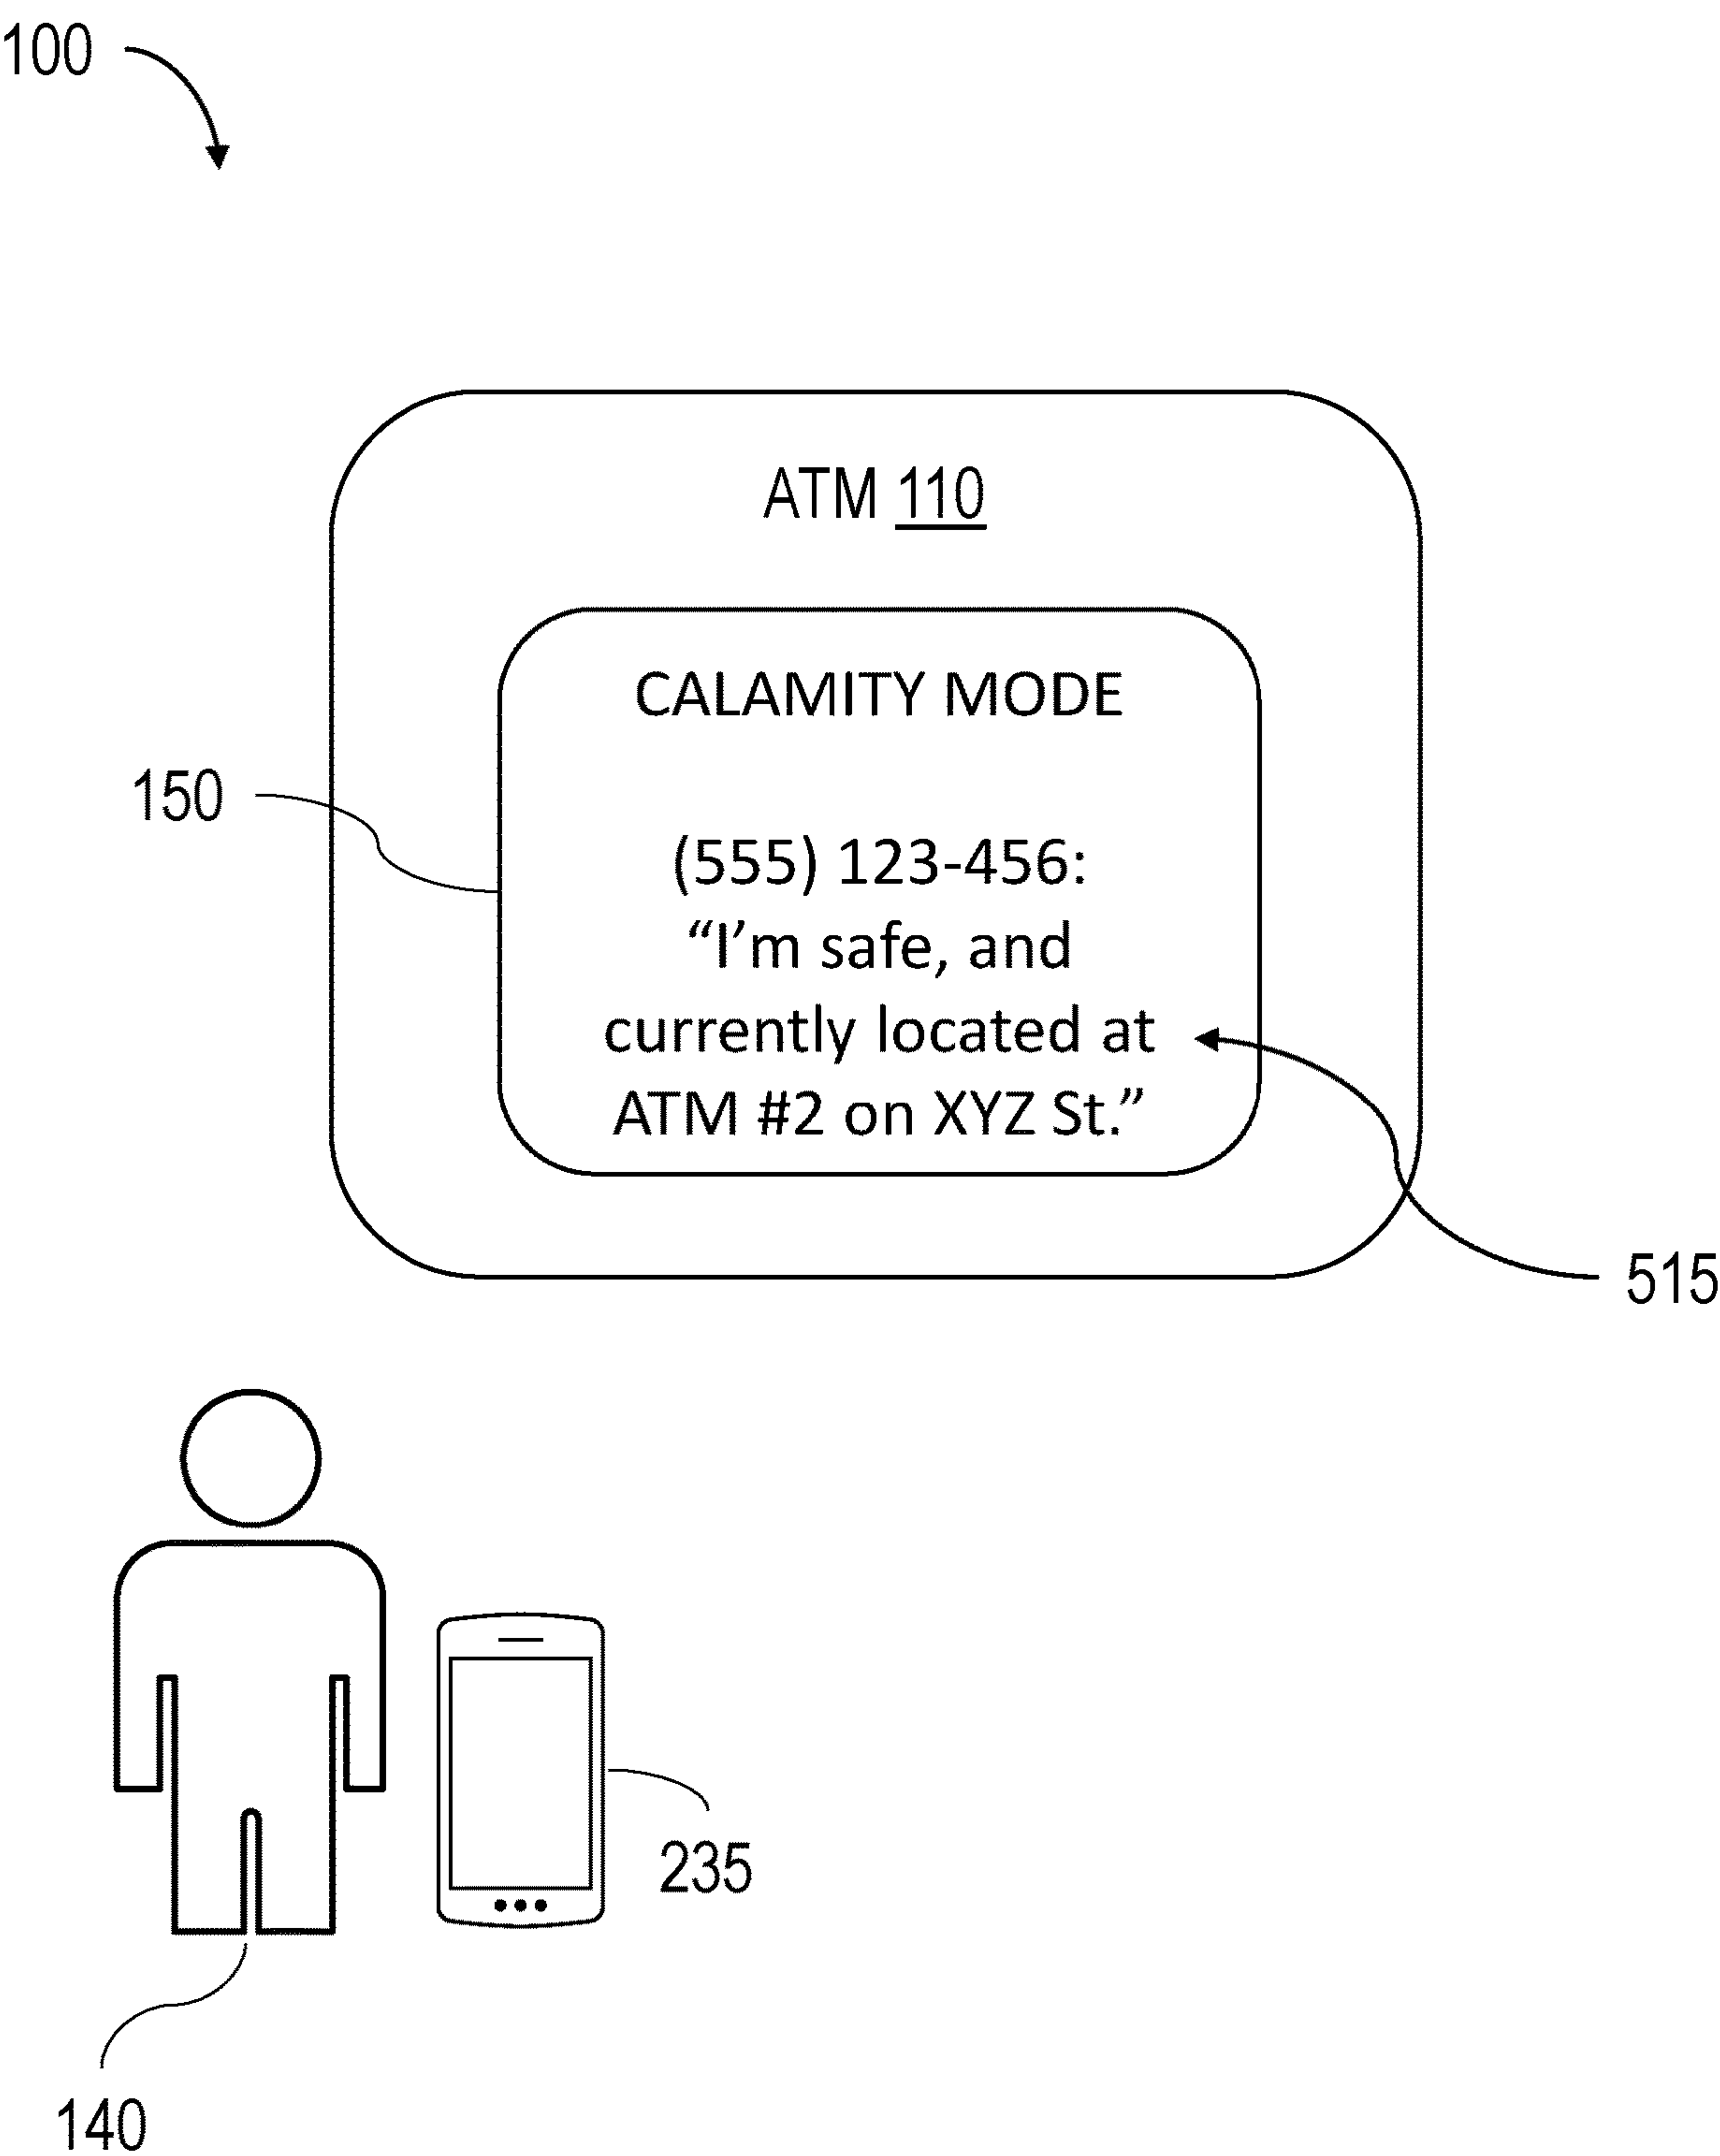 100
ATM 110
CALAMITY MODE
150
(555) 123-456:
“I’m safe, and
currently located at
ATM #2 on XYZ St.”
515
235
140